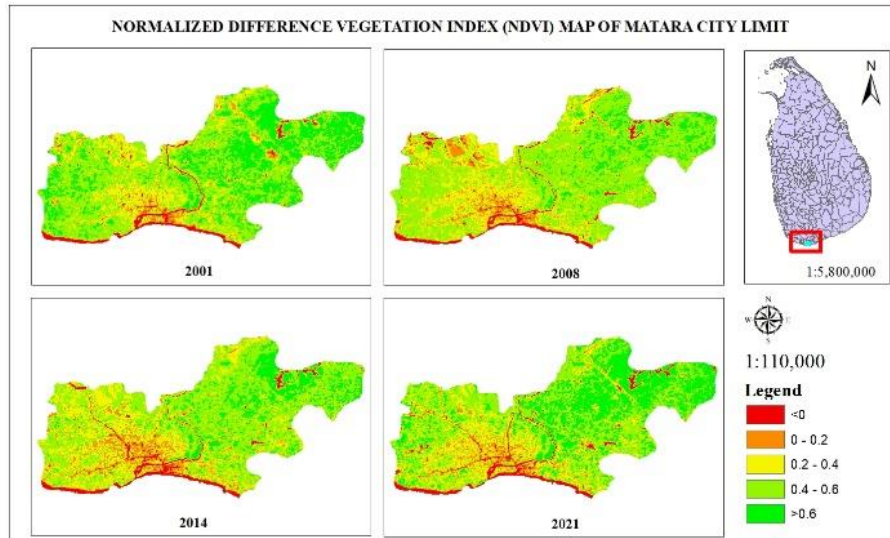 NORMALIZED DIFFERENCE VEGETATION INDEX (NDVI) MAP OF MATARA CITY LIMIT
2001
2008
N
1:5,800,000
2014
2021
N
W E
S
1:110,000
Legend
<0
0 - 0.2
0.2 - 0.4
0.4 - 0.6
>0.6